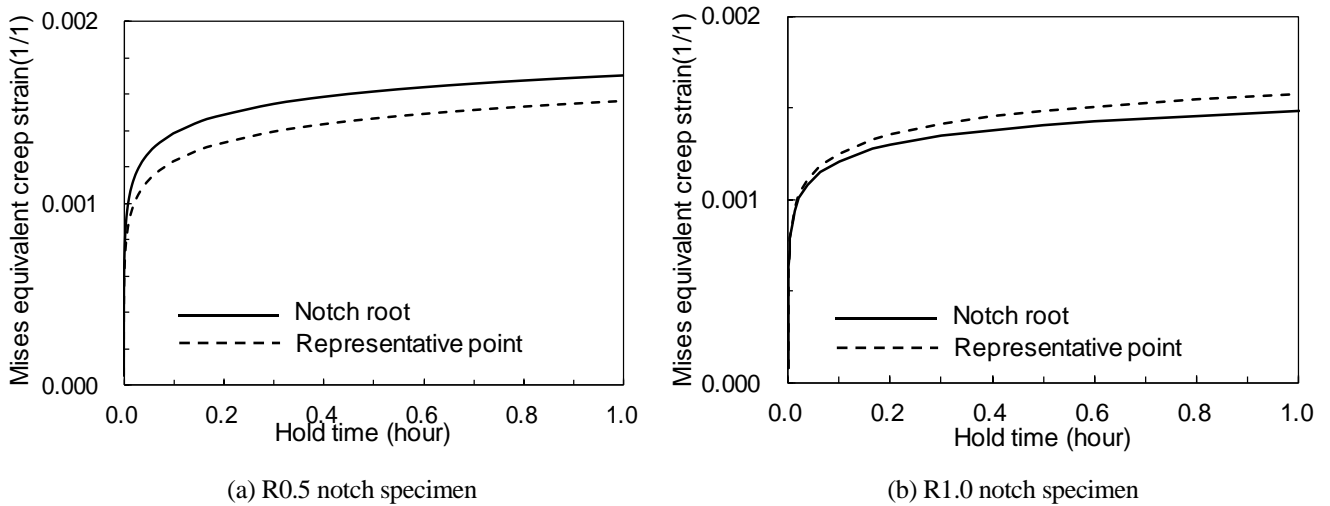 Mises equivalent creep strain(1/1)
0.002
0.001
0.000
0.0 0.2 0.4 0.6 0.8 1.0
Hold time (hour)
Notch root
Representative point
(a) R0.5 notch specimen
Mises equivalent creep strain(1/1)
0.002
0.001
0.000
0.0 0.2 0.4 0.6 0.8 1.0
Hold time (hour)
Notch root
Representative point
(b) R1.0 notch specimen